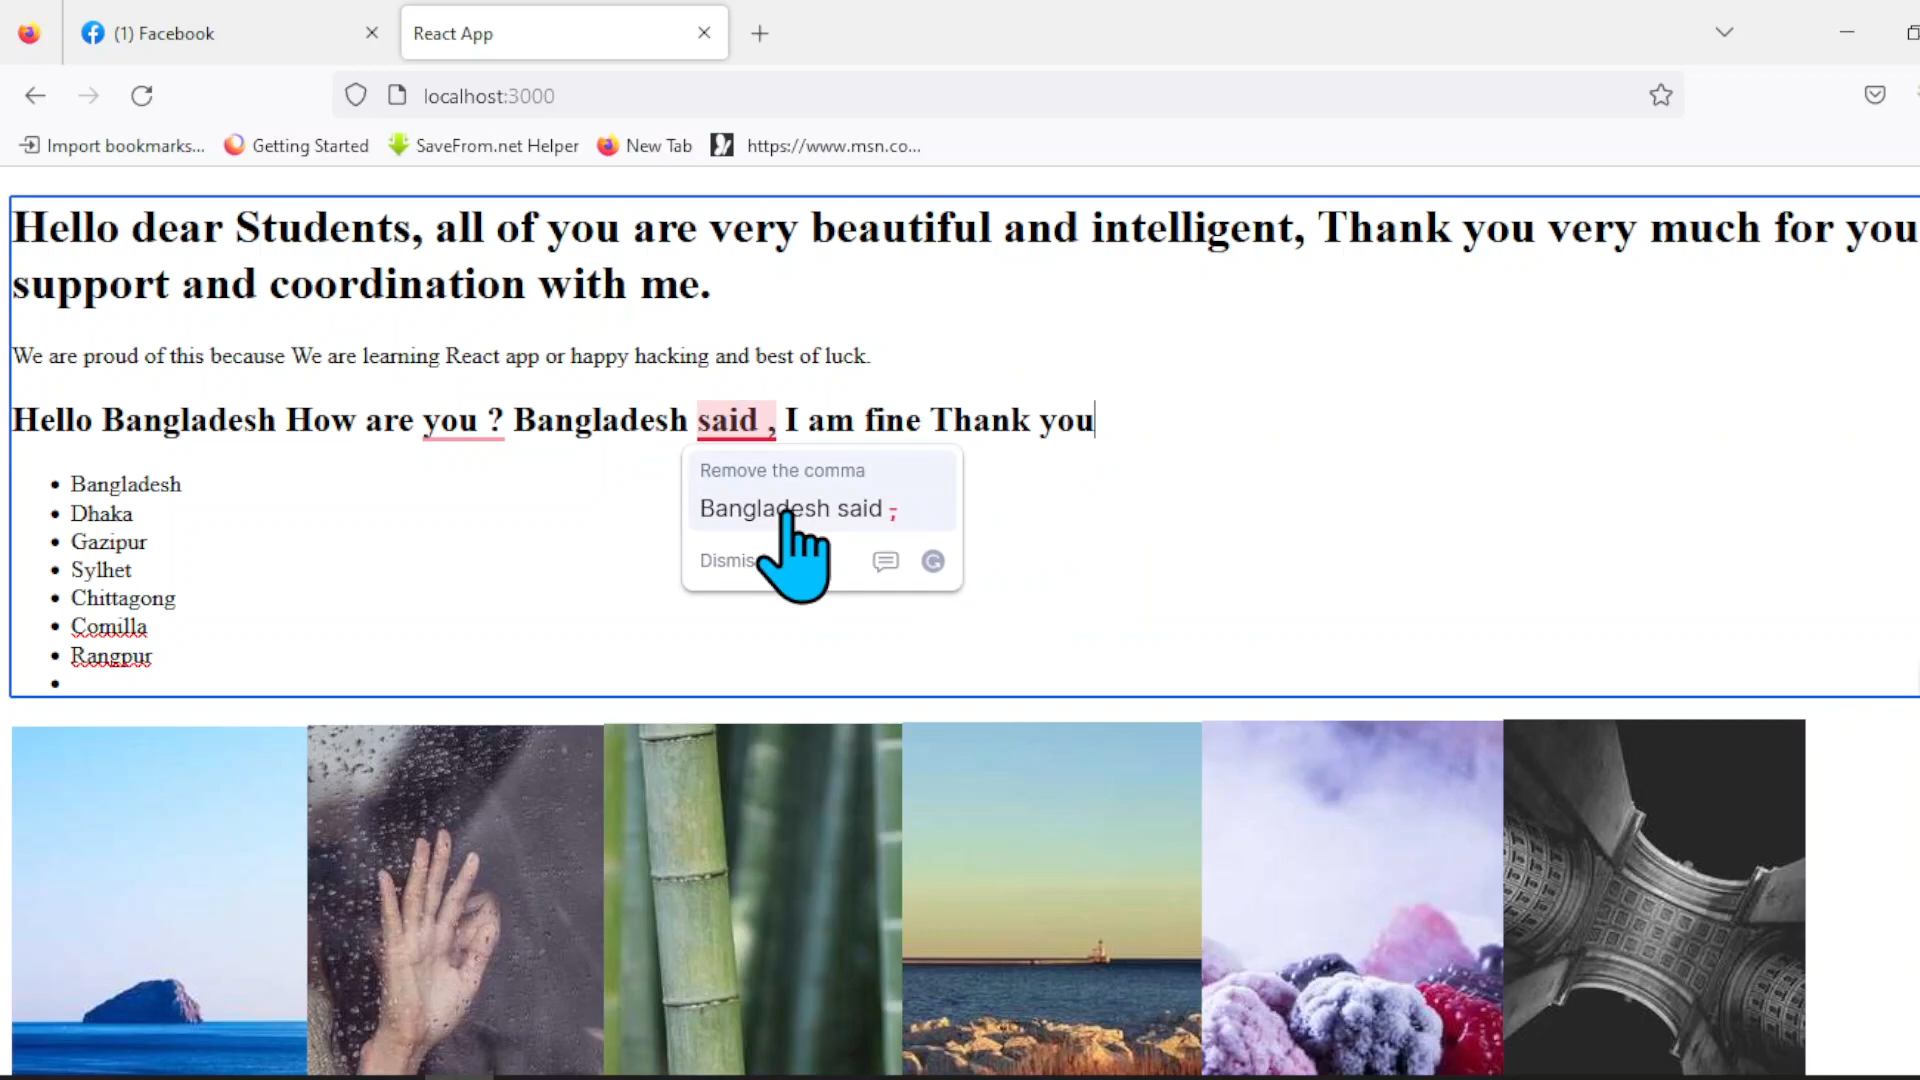 (1) Facebook
React App
localhost:3000
Import bookmarks...
Getting Started
SaveFrom.net Helper
New Tab
https://www.msn.co...
Hello dear Students, all of you are very beautiful and intelligent, Thank you very much for you
support and coordination with me.
We are proud of this because We are learning React app or happy hacking and best of luck.
Hello Bangladesh How are you ? Bangladesh said , I am fine Thank you
Remove the comma
Bangladesh said ,
Dismis
Bangladesh
Dhaka
Gazipur
Sylhet
Chittagong
Comilla
Rangpur